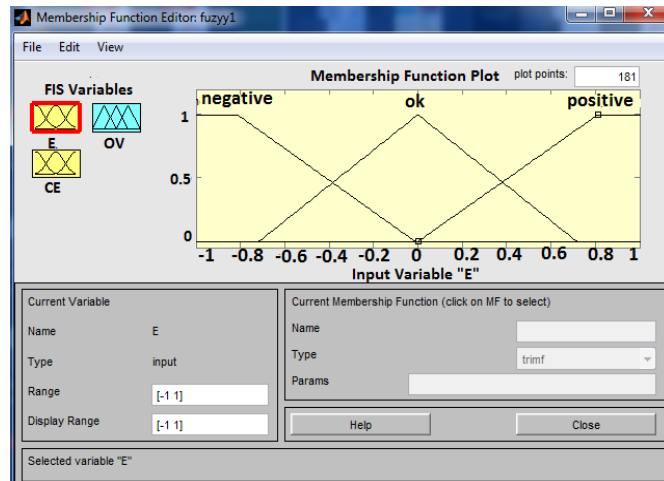 Membership Function Editor: fuzyy1
File Edit View
FIS Variables
Membership Function Plot plot points: 181
E. OV
CE
negative ok positive
1
0.5
0
-1 -0.8 -0.6 -0.4 -0.2 0 0.2 0.4 0.6 0.8 1
Input Variable "E"
Current Variable
Name E
Type input
Range [-1 1]
Display Range [-1 1]
Current Membership Function (click on MF to select)
Name
Type trimf
Params
Help Close
Selected variable "E"